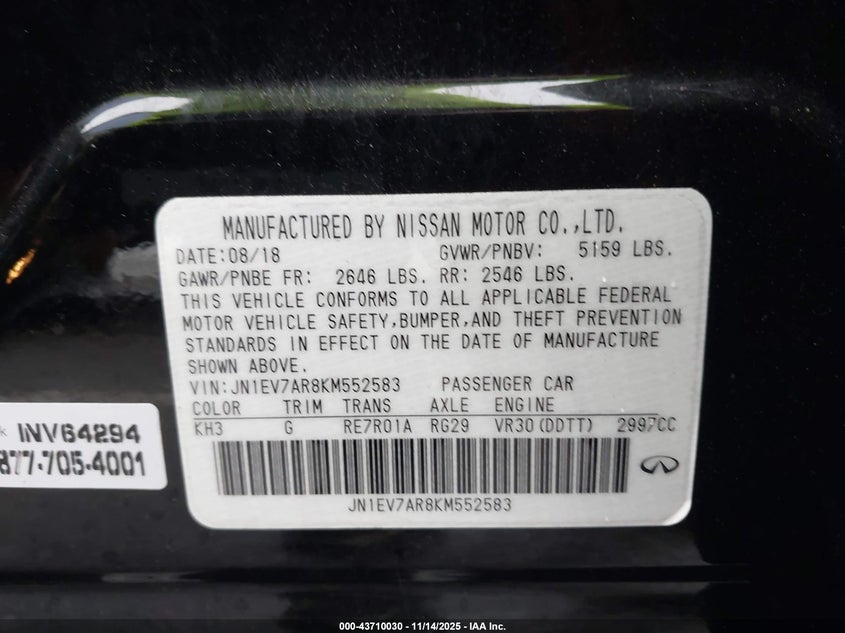 MANUFACTURED BY NISSAN MOTOR CO.,LTD.
DATE:08/18 GVWR/PNBV: 5159 LBS.
GAWR/PNBE FR: 2646 LBS. RR: 2546 LBS.
THIS VEHICLE CONFORMS TO ALL APPLICABLE FEDERAL
MOTOR VEHICLE SAFETY,BUMPER,AND THEFT PREVENTION
STANDARDS IN EFFECT ON THE DATE OF MANUFACTURE
SHOWN ABOVE.
VIN:JN1EV7AR8KM552583 PASSENGER CAR
COLOR TRIM TRANS AXLE ENGINE
KH3 G RE7R01A RG29 VR30(DDTT) 2997CC
JN1EV7AR8KM552583
INV64294
877-705-4001
000-43710030 - 11/14/2025 - IAA Inc.